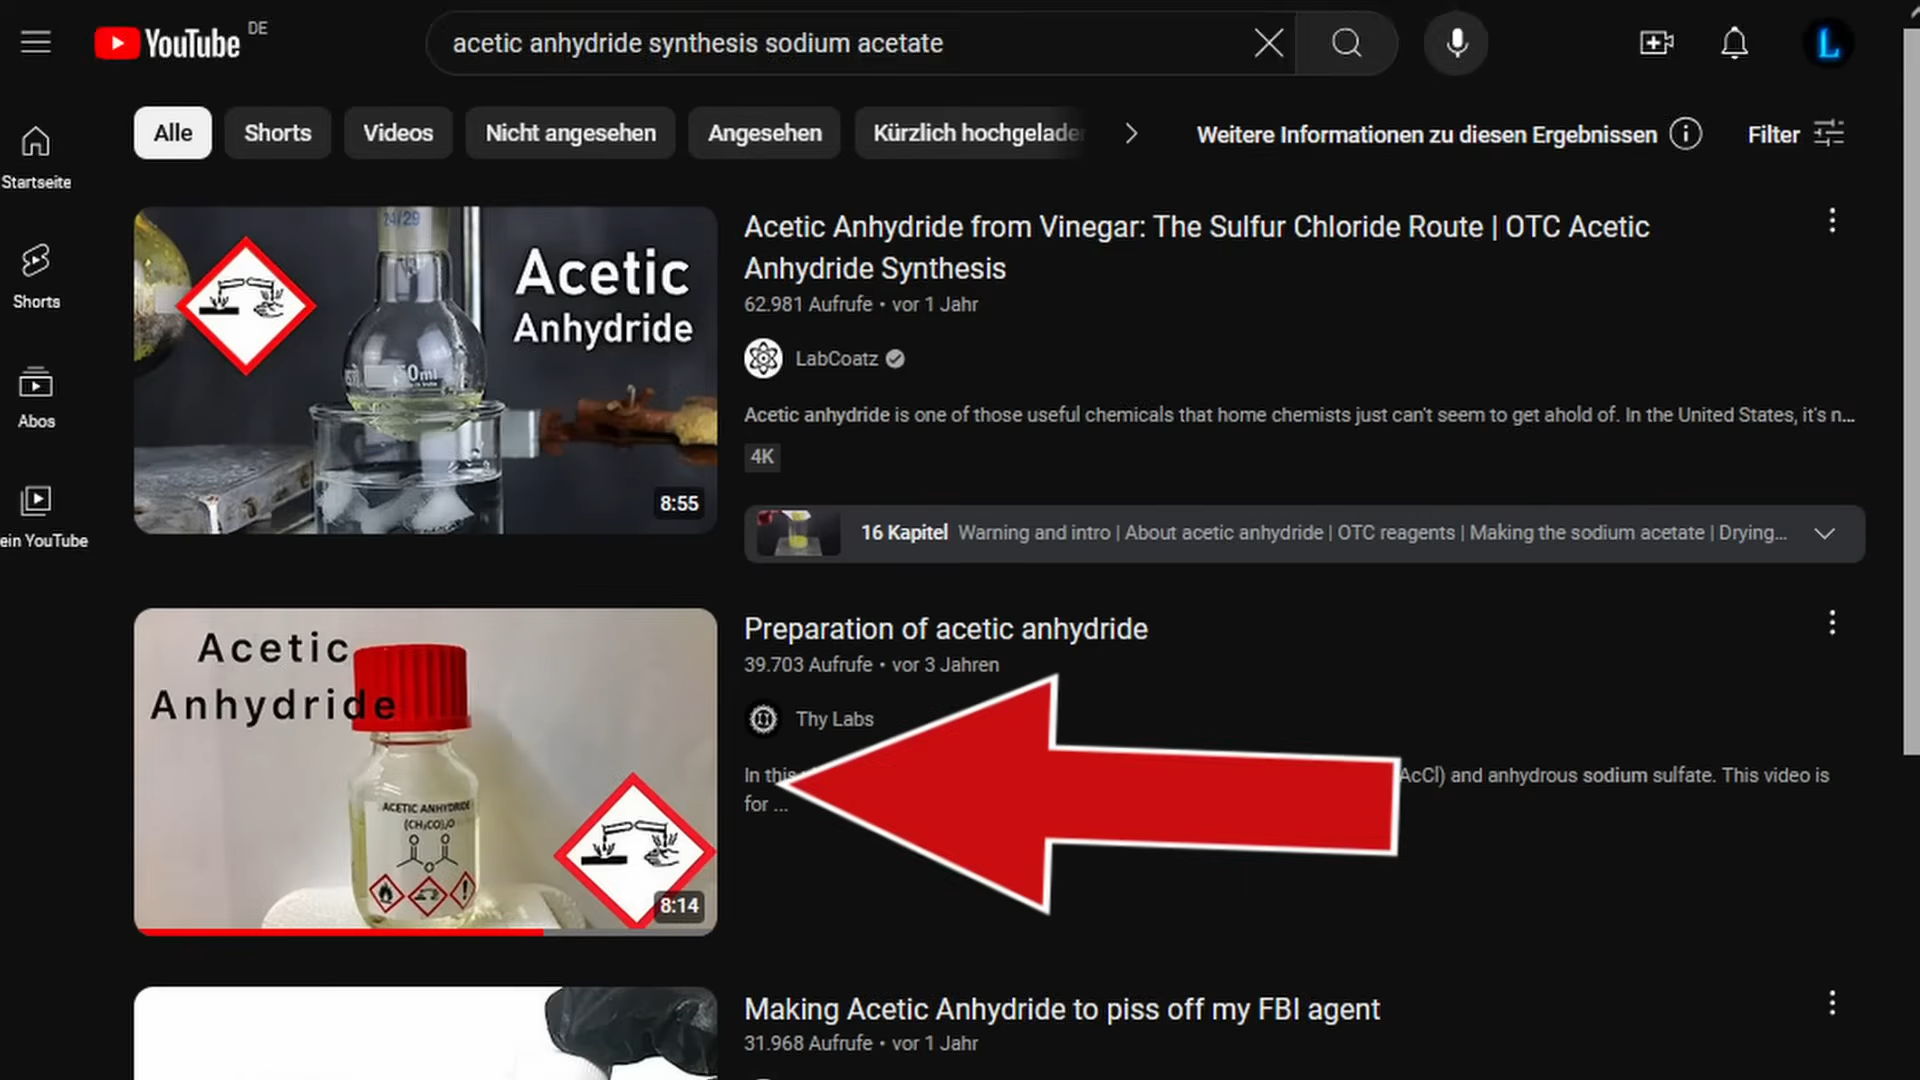 YouTube DE
acetic anhydride synthesis sodium acetate
L
Alle
Shorts
Videos
Nicht angesehen
Angesehen
Kürzlich hochgelade
Weitere Informationen zu diesen Ergebnissen
Filter
Startseite
Shorts
Abos
ein YouTube
24/29
50ml
Acetic
Anhydride
8:55
Acetic Anhydride from Vinegar: The Sulfur Chloride Route | OTC Acetic
Anhydride Synthesis
62.981 Aufrufe • vor 1 Jahr
LabCoatz
Acetic anhydride is one of those useful chemicals that home chemists just can't seem to get ahold of. In the United States, it's n...
4K
16 Kapitel Warning and intro | About acetic anhydride | OTC reagents | Making the sodium acetate | Drying...
Acetic
Anhydride
ACETIC ANHYDRIDE
(CH₃CO)₂O
O O
O
8:14
Preparation of acetic anhydride
39.703 Aufrufe • vor 3 Jahren
Thy Labs
In this AcCl) and anhydrous sodium sulfate. This video is
for ...
Making Acetic Anhydride to piss off my FBI agent
31.968 Aufrufe • vor 1 Jahr